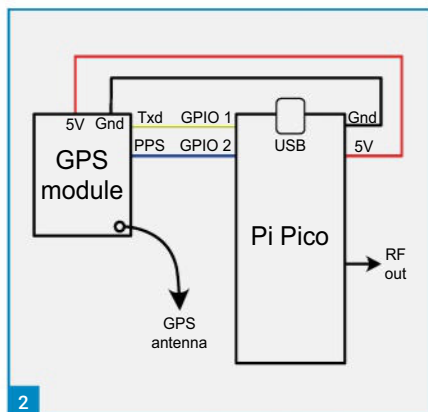 5V Gnd Txd GPIO 1 Gnd
PPS GPIO 2 USB 5V
GPS
module
Pi Pico
RF
out
GPS
antenna
2